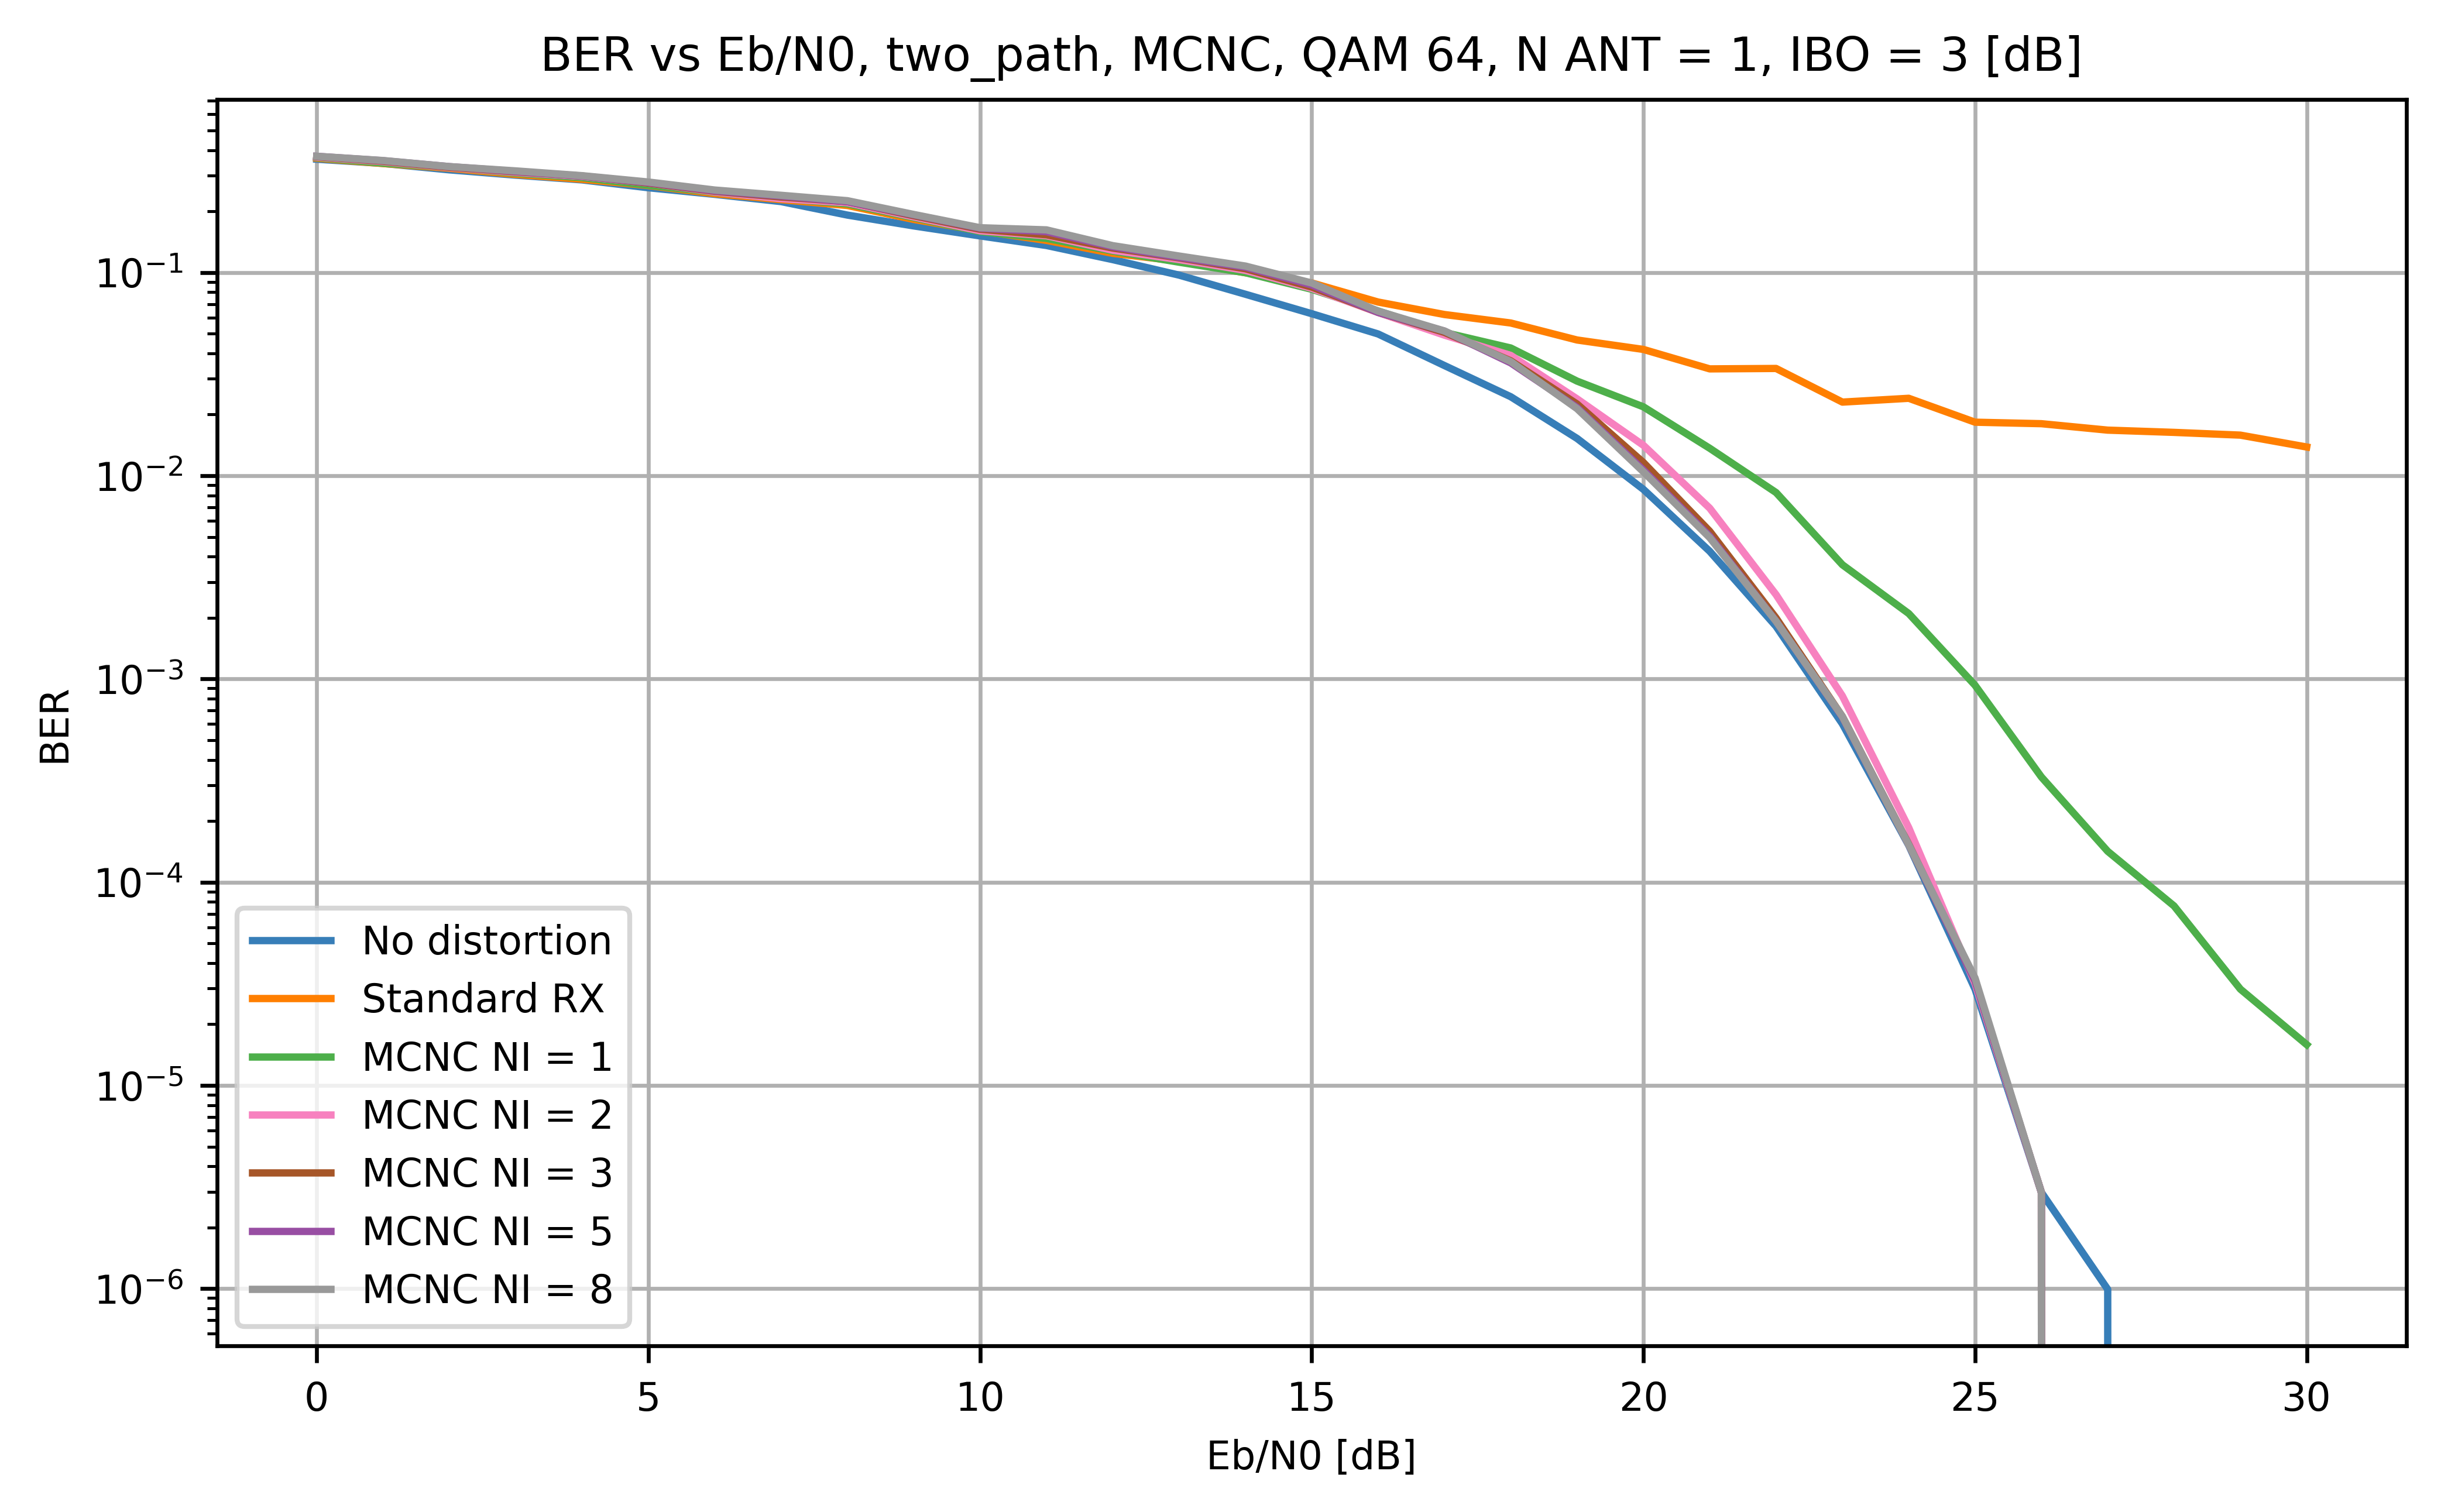 BER vs Eb/N0, two_path, MCNC, QAM 64, N ANT = 1, IBO = 3 [dB]
BER
10⁻¹
10⁻²
10⁻³
10⁻⁴
10⁻⁵
10⁻⁶
No distortion
Standard RX
MCNC NI = 1
MCNC NI = 2
MCNC NI = 3
MCNC NI = 5
MCNC NI = 8
0 5 10 15 20 25 30
Eb/N0 [dB]